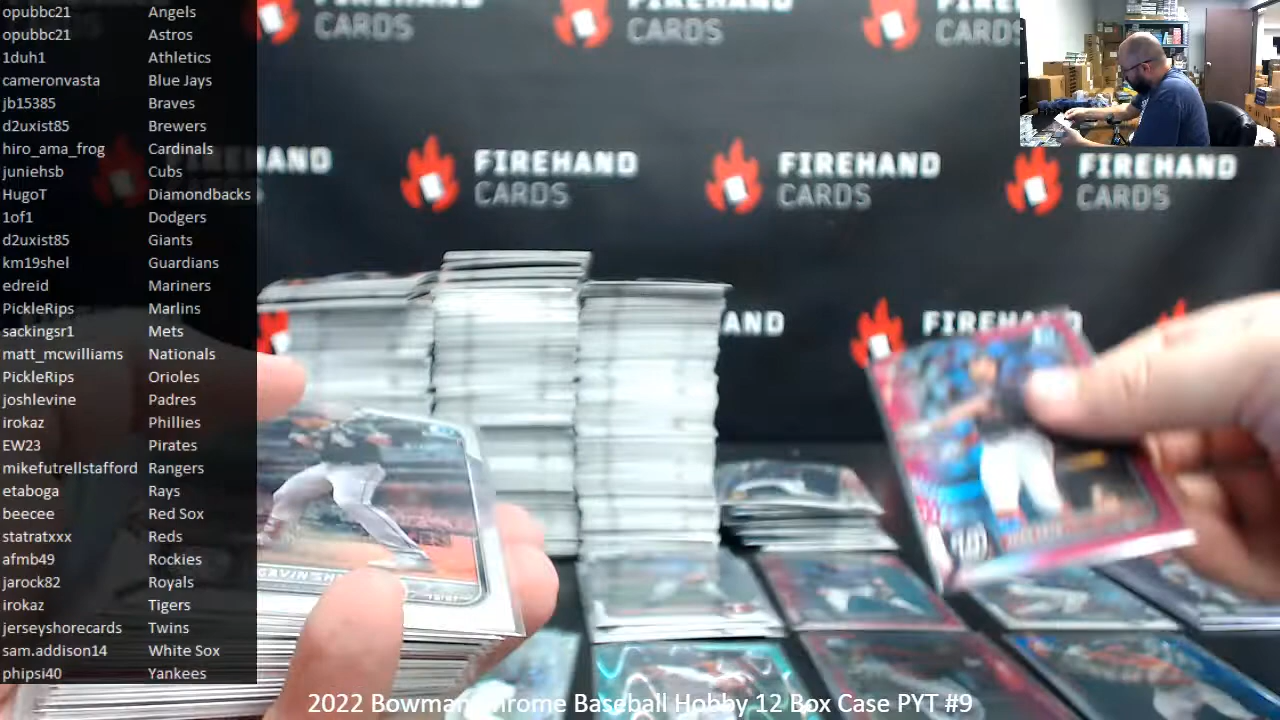 opubbc21 Angels
opubbc21 Astros
1duh1 Athletics
cameronvasta Blue Jays
jb15385 Braves
d2uxist85 Brewers
hiro_ama_frog Cardinals
juniehsb Cubs
HugoT Diamondbacks
1of1 Dodgers
d2uxist85 Giants
km19shel Guardians
edreid Mariners
PickleRips Marlins
sackingsr1 Mets
matt_mcwilliams Nationals
PickleRips Orioles
joshlevine Padres
irokaz Phillies
EW23 Pirates
mikefutrellstafford Rangers
etaboga Rays
beecee Red Sox
statratxxx Reds
afmb49 Rockies
jarock82 Royals
irokaz Tigers
jerseyshorecards Twins
sam.addison14 White Sox
phipsi40 Yankees
CARDS
CARDS
CARDS
HAND
FIREHAND
CARDS
FIREHAND
CARDS
FIREHAND
CARDS
AND
FIREHAND
2022 Bowman Chrome Baseball Hobby 12 Box Case PYT #9